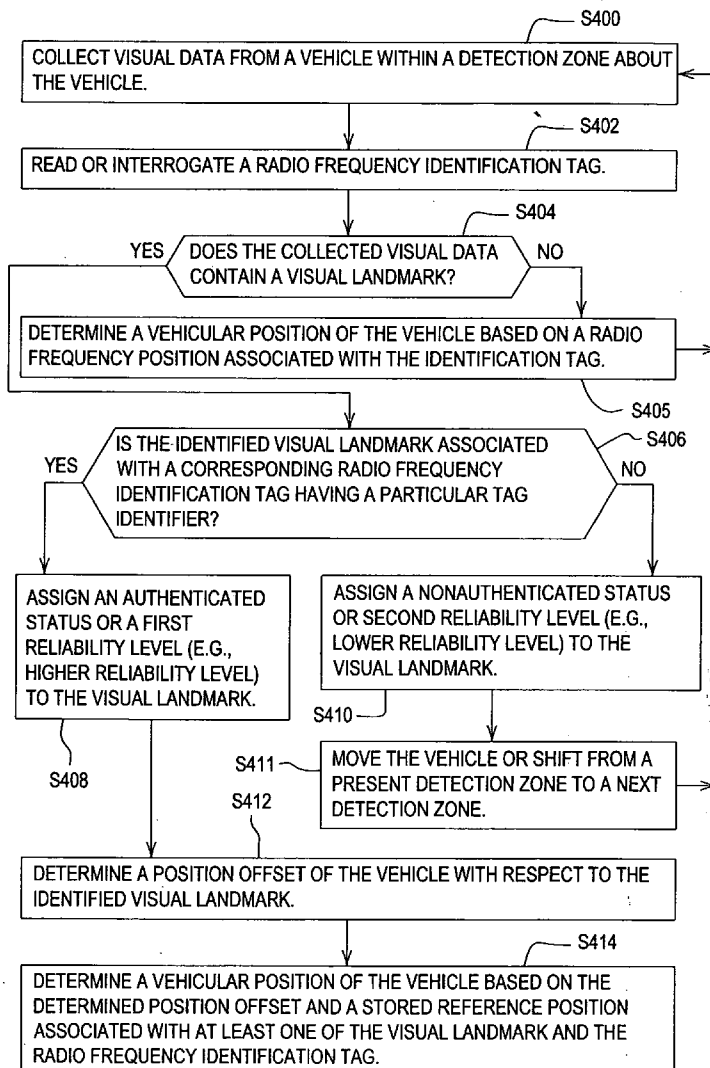 S400
COLLECT VISUAL DATA FROM A VEHICLE WITHIN A DETECTION ZONE ABOUT
THE VEHICLE.
S402
READ OR INTERROGATE A RADIO FREQUENCY IDENTIFICATION TAG.
S404
YES
DOES THE COLLECTED VISUAL DATA
CONTAIN A VISUAL LANDMARK?
NO
DETERMINE A VEHICULAR POSITION OF THE VEHICLE BASED ON A RADIO
FREQUENCY POSITION ASSOCIATED WITH THE IDENTIFICATION TAG.
S405
S406
YES
IS THE IDENTIFIED VISUAL LANDMARK ASSOCIATED
WITH A CORRESPONDING RADIO FREQUENCY
IDENTIFICATION TAG HAVING A PARTICULAR TAG
IDENTIFIER?
NO
ASSIGN AN AUTHENTICATED
STATUS OR A FIRST
RELIABILITY LEVEL (E.G.,
HIGHER RELIABILITY LEVEL)
TO THE VISUAL LANDMARK.
S408
ASSIGN A NONAUTHENTICATED STATUS
OR SECOND RELIABILITY LEVEL (E.G.,
LOWER RELIABILITY LEVEL) TO THE
VISUAL LANDMARK.
S410
S411
MOVE THE VEHICLE OR SHIFT FROM A
PRESENT DETECTION ZONE TO A NEXT
DETECTION ZONE.
S412
DETERMINE A POSITION OFFSET OF THE VEHICLE WITH RESPECT TO THE
IDENTIFIED VISUAL LANDMARK.
S414
DETERMINE A VEHICULAR POSITION OF THE VEHICLE BASED ON THE
DETERMINED POSITION OFFSET AND A STORED REFERENCE POSITION
ASSOCIATED WITH AT LEAST ONE OF THE VISUAL LANDMARK AND THE
RADIO FREQUENCY IDENTIFICATION TAG.